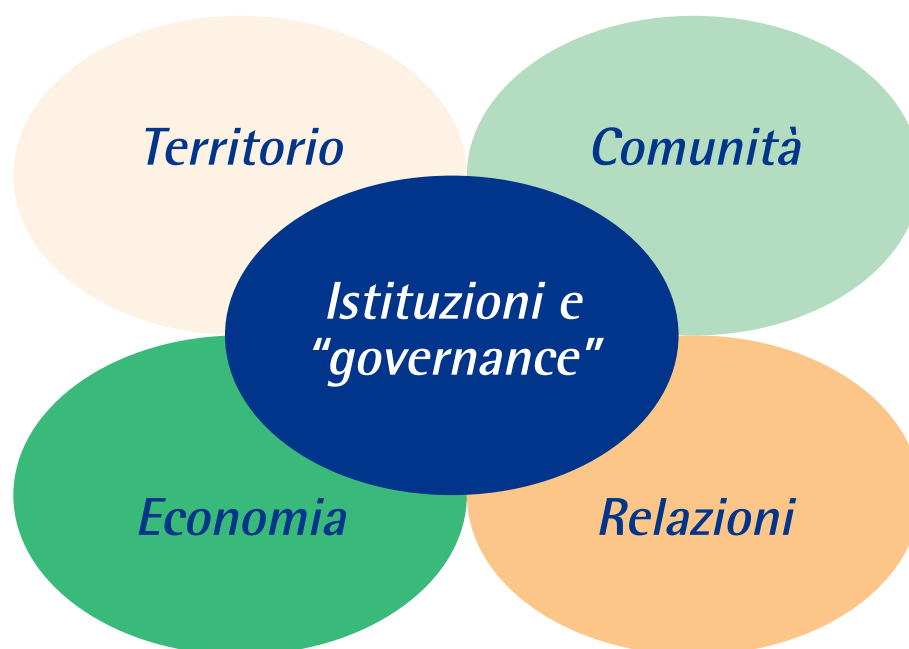 Territorio
Comunità
Istituzioni e
“governance”
Economia
Relazioni